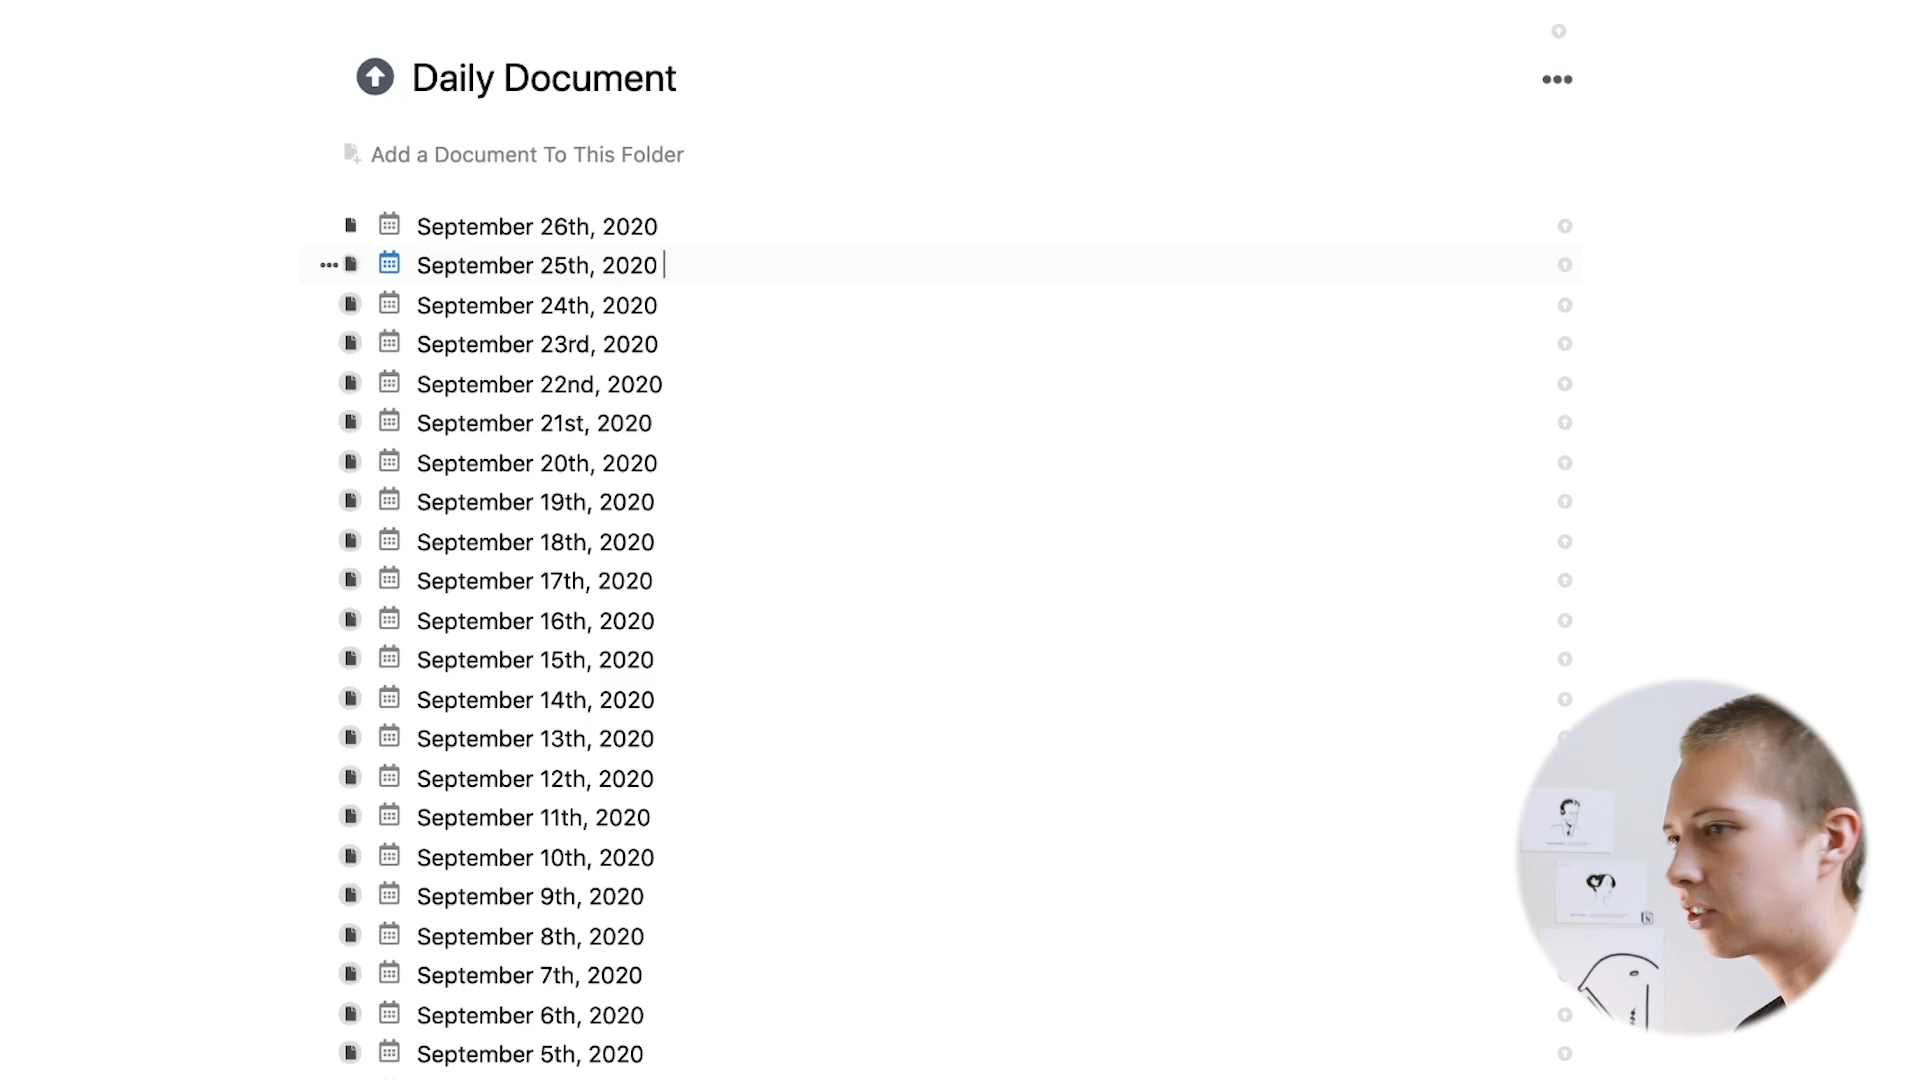 Daily Document
Add a Document To This Folder
September 26th, 2020
September 25th, 2020
September 24th, 2020
September 23rd, 2020
September 22nd, 2020
September 21st, 2020
September 20th, 2020
September 19th, 2020
September 18th, 2020
September 17th, 2020
September 16th, 2020
September 15th, 2020
September 14th, 2020
September 13th, 2020
September 12th, 2020
September 11th, 2020
September 10th, 2020
September 9th, 2020
September 8th, 2020
September 7th, 2020
September 6th, 2020
September 5th, 2020